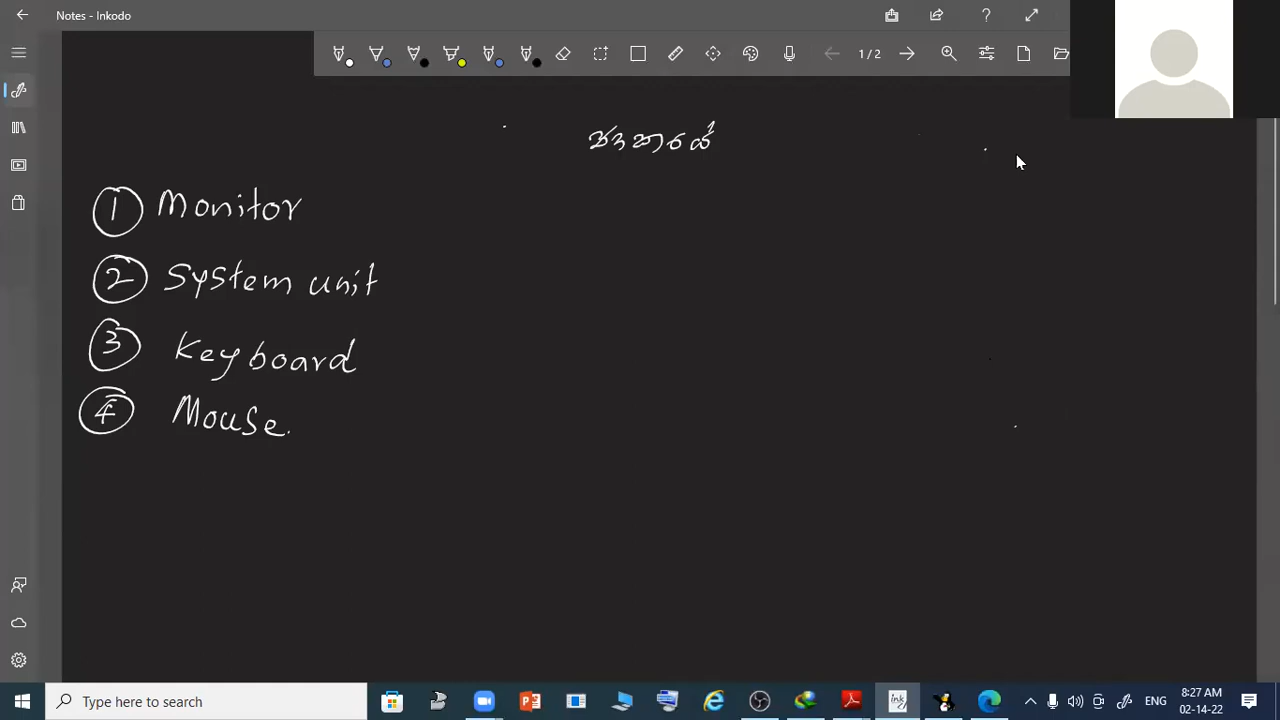 Notes - Inkodo
1/2
① Monitor
② System unit
③ Keyboard
④ Mouse.
Type here to search
ENG
8:27 AM
02-14-22